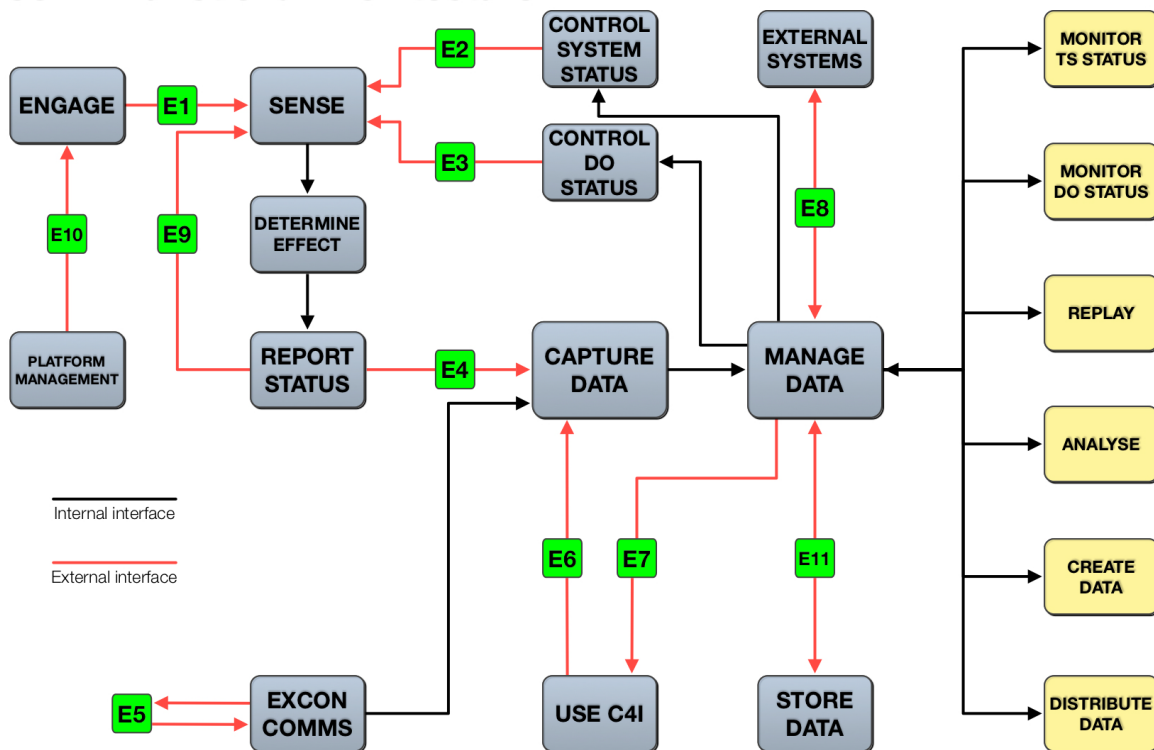 CONTROL
SYSTEM
STATUS
EXTERNAL
SYSTEMS
MONITOR
TS STATUS
E2
ENGAGE
E1
SENSE
E3
CONTROL
DO
STATUS
MONITOR
DO STATUS
E10
E9
DETERMINE
EFFECT
E8
PLATFORM
MANAGEMENT
REPORT
STATUS
E4
CAPTURE
DATA
MANAGE
DATA
REPLAY
ANALYSE
Internal interface
External interface
E6
E7
E11
CREATE
DATA
E5
EXCON
COMMS
USE C4I
STORE
DATA
DISTRIBUTE
DATA